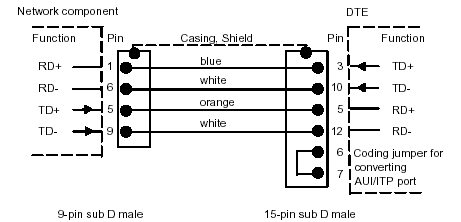 Network component DTE
Function Pin Casing, Shield Pin Function
RD+ 1 blue 3 TD+
RD- 6 white 10 TD-
TD+ 5 orange 5 RD+
TD- 9 white 12 RD-
6 Coding jumper for
converting
7 AUI/ITP port
9-pin sub D male 15-pin sub D male